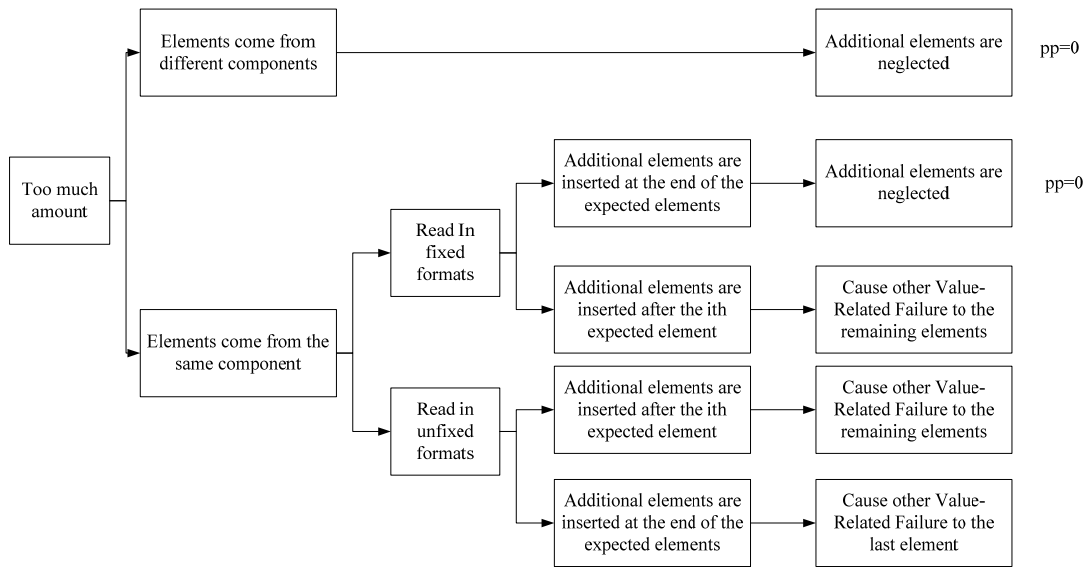 Elements come from
different components
Additional elements are
neglected
pp=0
Too much
amount
Additional elements are
inserted at the end of the
expected elements
Additional elements are
neglected
pp=0
Read In
fixed
formats
Additional elements are
inserted after the ith
expected element
Cause other Value-
Related Failure to the
remaining elements
Elements come from the
same component
Read in
unfixed
formats
Additional elements are
inserted after the ith
expected element
Cause other Value-
Related Failure to the
remaining elements
Additional elements are
inserted at the end of the
expected elements
Cause other Value-
Related Failure to the
last element